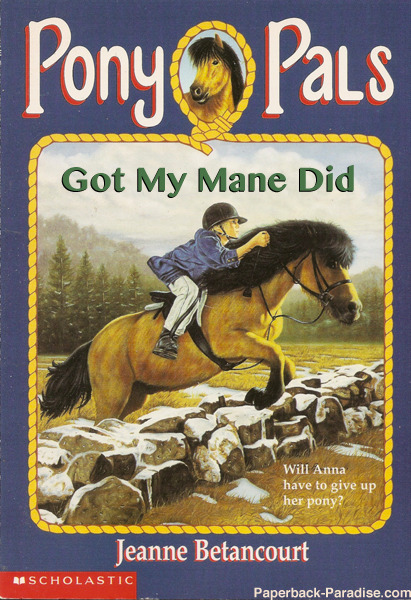 Pony Pals
Got My Mane Did
Will Anna
have to give up
her pony?
Jeanne Betancourt
SCHOLASTIC
Paperback-Paradise.com